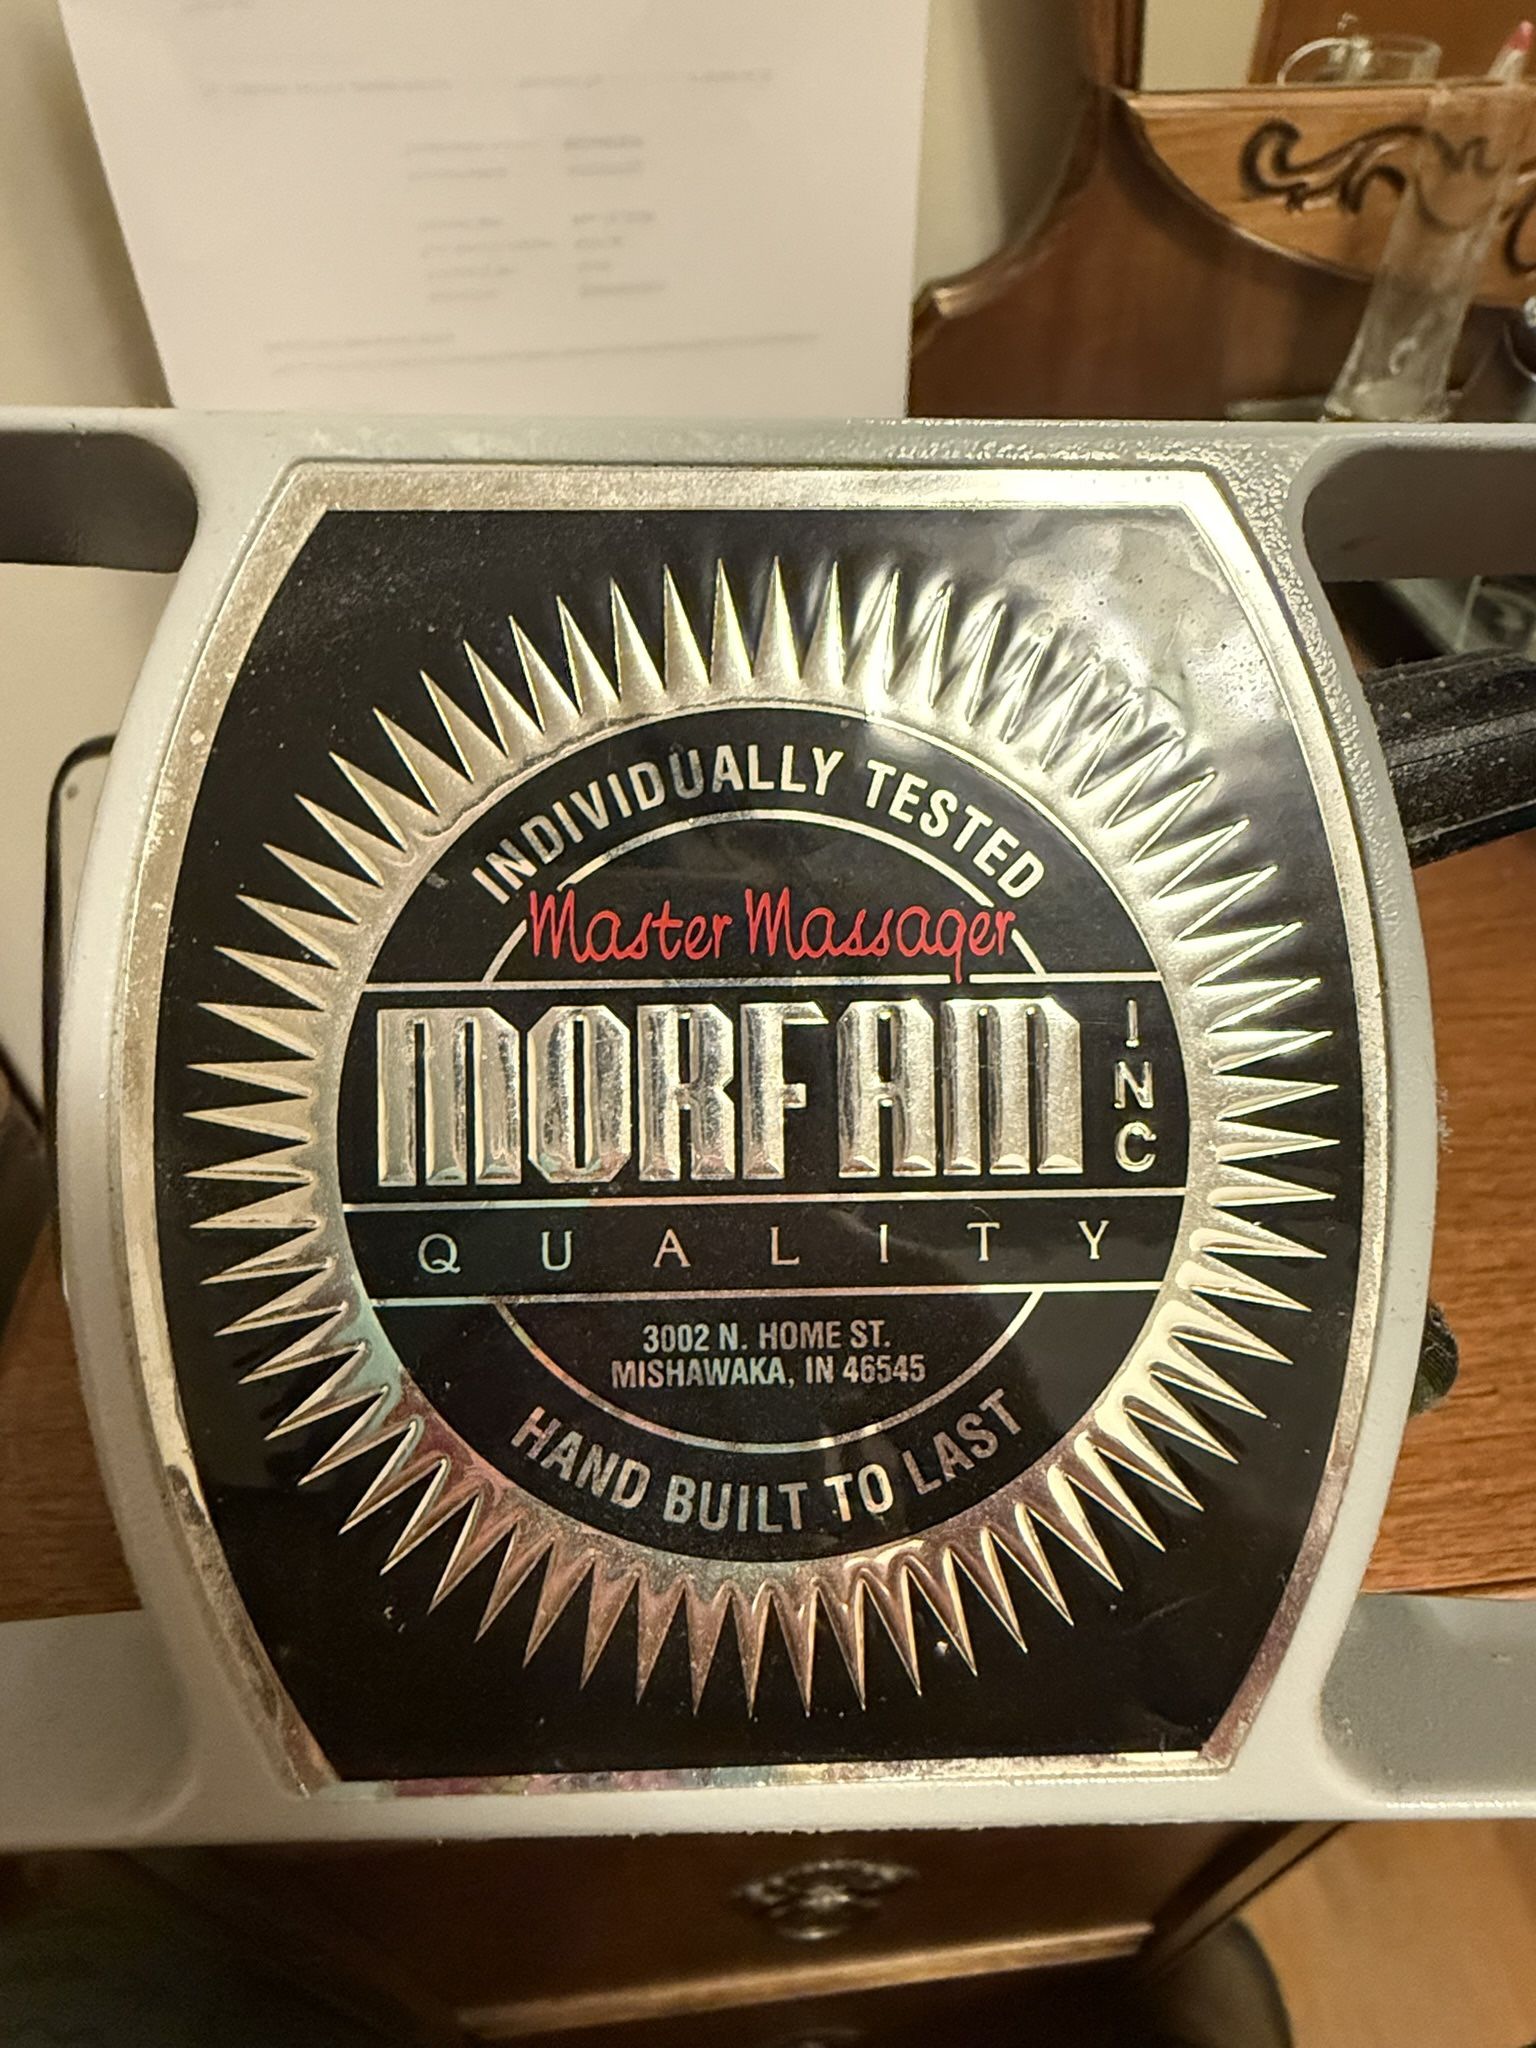 INDIVIDUALLY TESTED
Master Massager
MORFAM INC
QUALITY
3002 N. HOME ST.
MISHAWAKA, IN 46545
HAND BUILT TO LAST